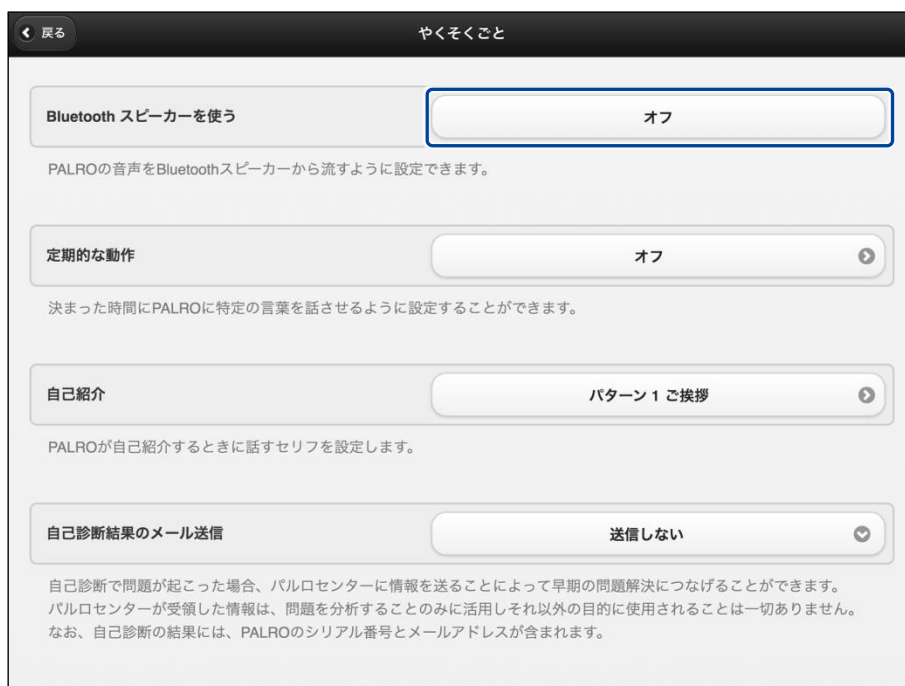 戻る
やくそくごと
Bluetooth スピーカーを使う
オフ
PALROの音声をBluetoothスピーカーから流すように設定できます。
定期的な動作
オフ
決まった時間にPALROに特定の言葉を話させるように設定することができます。
自己紹介
パターン 1 ご挨拶
PALROが自己紹介するときに話すセリフを設定します。
自己診断結果のメール送信
送信しない
自己診断で問題が起こった場合、パルロセンターに情報を送ることによって早期の問題解決につなげることができます。
パルロセンターが受領した情報は、問題を分析することのみに活用しそれ以外の目的に使用されることは一切ありません。
なお、自己診断の結果には、PALROのシリアル番号とメールアドレスが含まれます。